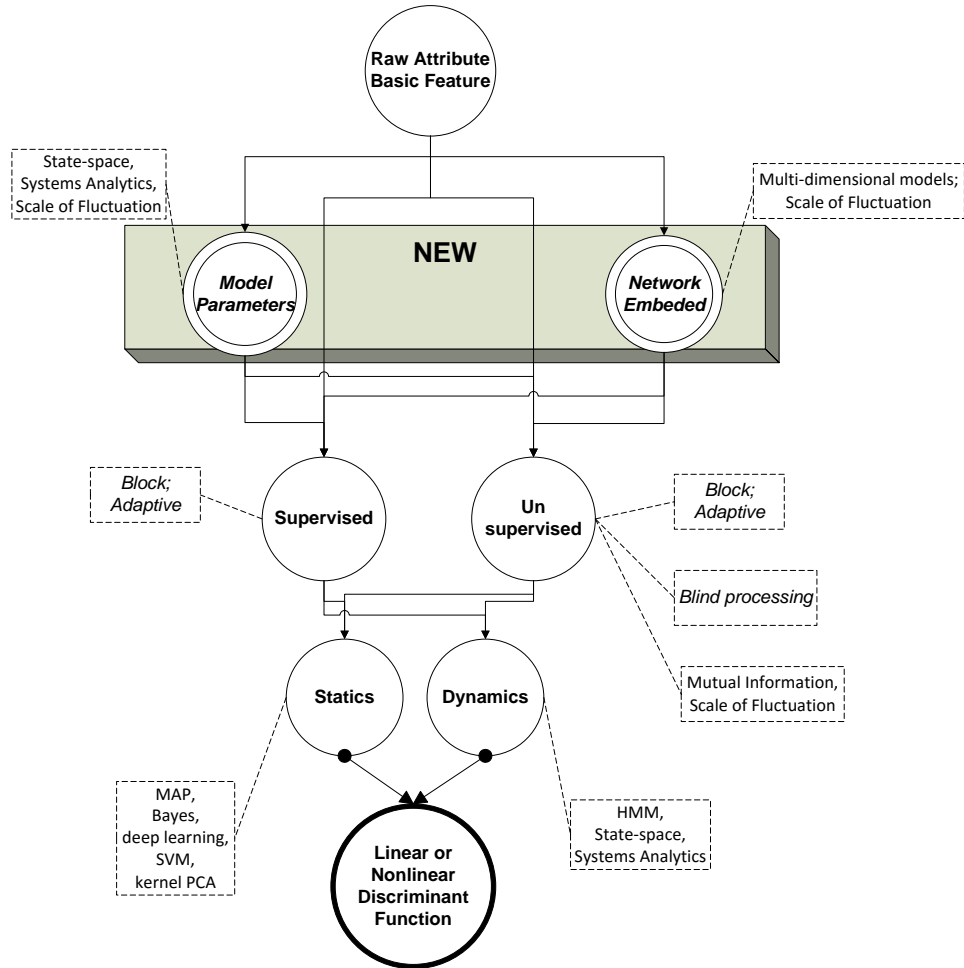 Raw Attribute
Basic Feature
State-space,
Systems Analytics,
Scale of Fluctuation
Multi-dimensional models;
Scale of Fluctuation
NEW
Model
Parameters
Network
Embeded
Block;
Adaptive
Supervised
Un
supervised
Block;
Adaptive
Blind processing
Mutual Information,
Scale of Fluctuation
Statics
Dynamics
MAP,
Bayes,
deep learning,
SVM,
kernel PCA
HMM,
State-space,
Systems Analytics
Linear or
Nonlinear
Discriminant
Function